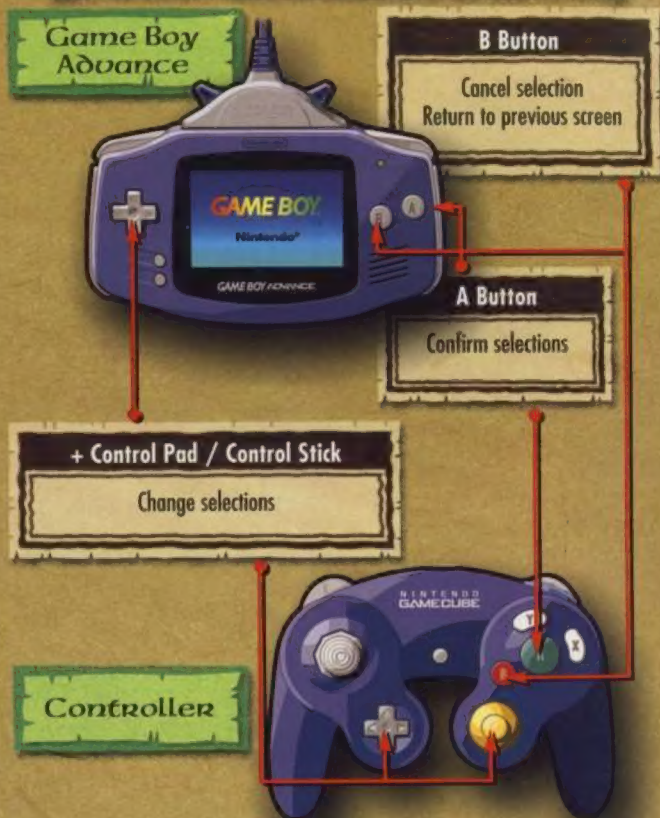 Game Boy
Advance
B Button
Cancel selection
Return to previous screen
Nintendo
B
A
GAME BOY
Nintendo®
GAME BOY ADVANCE
A Button
Confirm selections
+ Control Pad / Control Stick
Change selections
NINTENDO
GAMECUBE
Y
X
A
B
C
Controller